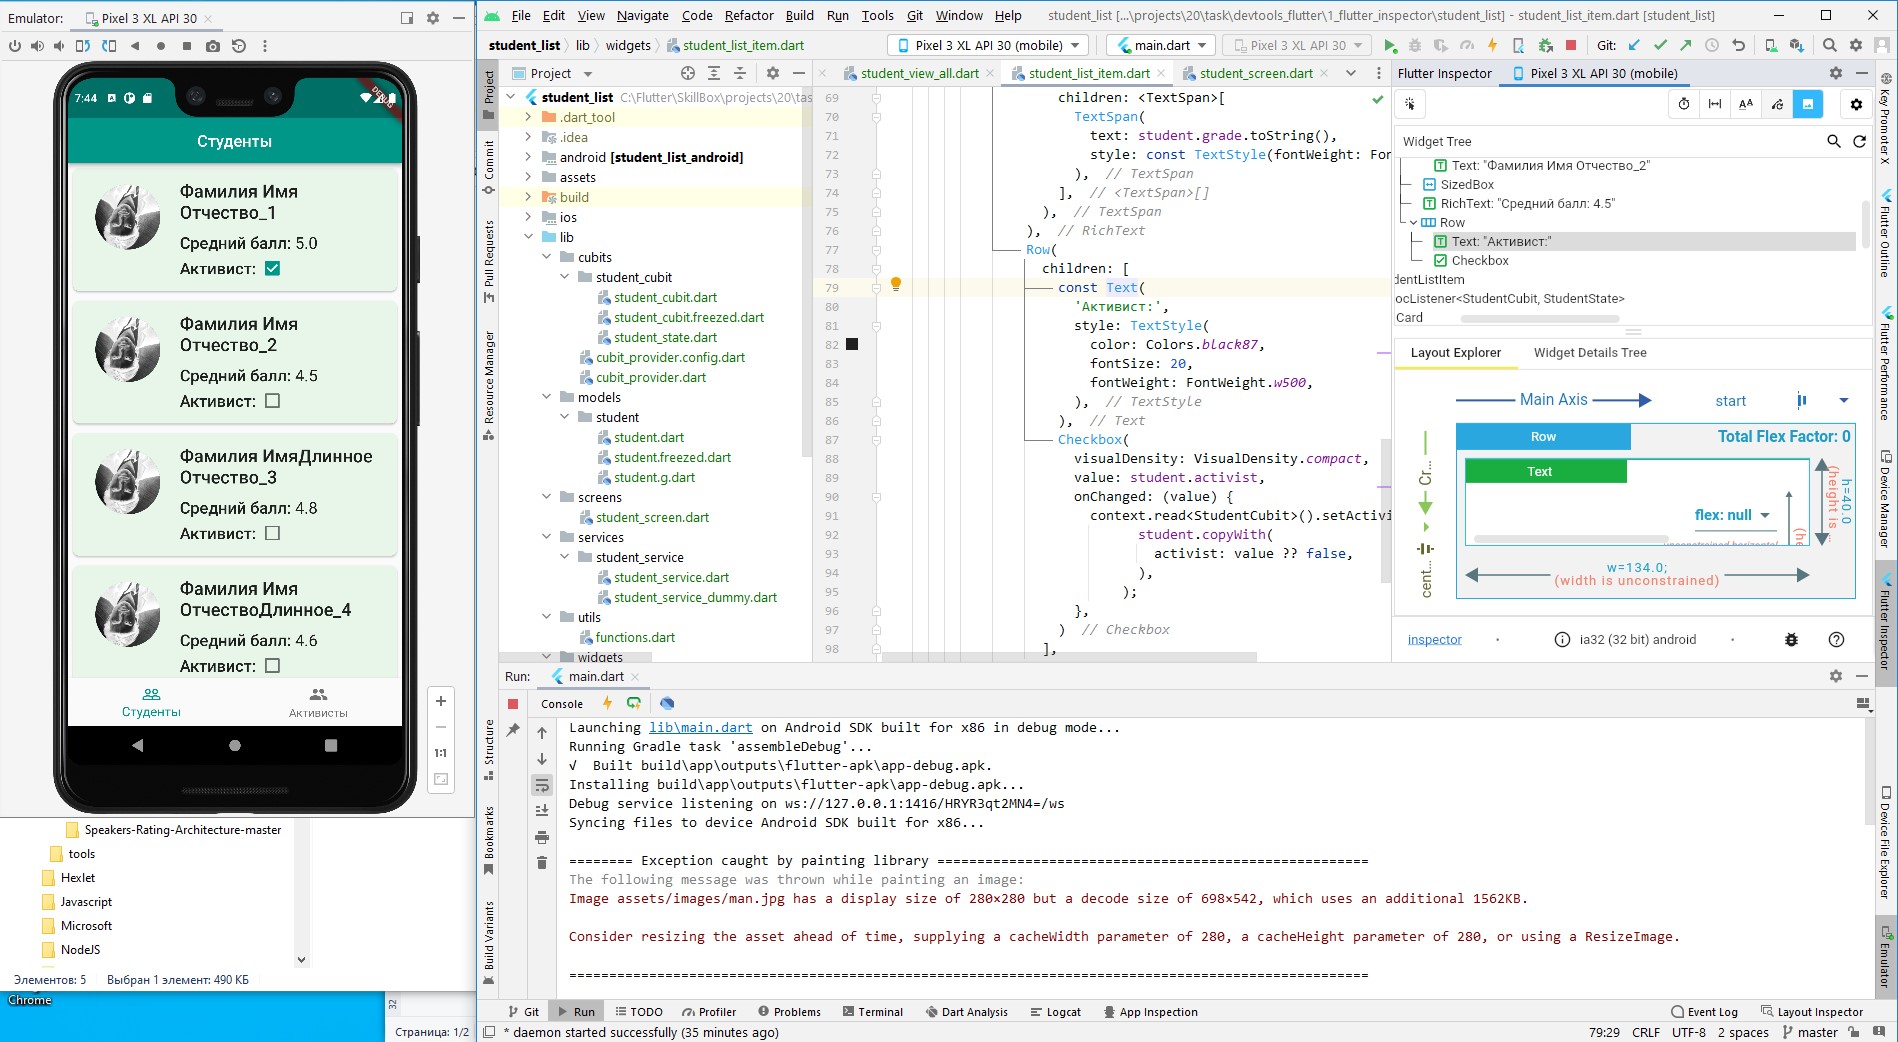 Emulator: Pixel 3 XL API 30
7:44
DEBUG
Студенты
Фамилия Имя
Отчество_1
Средний балл: 5.0
Активист:
Фамилия Имя
Отчество_2
Средний балл: 4.5
Активист:
Фамилия ИмяДлинное
Отчество_3
Средний балл: 4.8
Активист:
Фамилия Имя
ОтчествоДлинное_4
Средний балл: 4.6
Активист:
Студенты
Активисты
1:1
Speakers-Rating-Architecture-master
tools
Hexlet
Javascript
Microsoft
NodeJS
Элементов: 5 Выбран 1 элемент: 490 КБ
Chrome
32
Страница: 1/2
File Edit View Navigate Code Refactor Build Run Tools Git Window Help student_list [...\projects\20\task\devtools_flutter\1_flutter_inspector\student_list] - student_list_item.dart [student_list]
student_list lib widgets student_list_item.dart
Pixel 3 XL API 30 (mobile) main.dart Pixel 3 XL API 30 Git:
Project
Commit
Pull Requests
Resource Manager
Structure
Bookmarks
Build Variants
Project
student_list C:\Flutter\SkillBox\projects\20\tas
.dart_tool
.idea
android [student_list_android]
assets
build
ios
lib
cubits
student_cubit
student_cubit.dart
student_cubit.freezed.dart
student_state.dart
cubit_provider.config.dart
cubit_provider.dart
models
student
student.dart
student.freezed.dart
student.g.dart
screens
student_screen.dart
services
student_service
student_service.dart
student_service_dummy.dart
utils
functions.dart
widgets
student_view_all.dart student_list_item.dart student_screen.dart
69 children: <TextSpan>[
70 TextSpan(
71 text: student.grade.toString(),
72 style: const TextStyle(fontWeight: Fon
73 ), // TextSpan
74 ], // <TextSpan>[]
75 ), // TextSpan
76 ), // RichText
77 Row(
78 children: [
79 const Text(
80 'Активист:',
81 style: TextStyle(
82 color: Colors.black87,
83 fontSize: 20,
84 fontWeight: FontWeight.w500,
85 ), // TextStyle
86 ), // Text
87 Checkbox(
88 visualDensity: VisualDensity.compact,
89 value: student.activist,
90 onChanged: (value) {
91 context.read<StudentCubit>().setActivi
92 student.copyWith(
93 activist: value ?? false,
94 ),
95 );
96 },
97 ) // Checkbox
98 ],
Flutter Inspector Pixel 3 XL API 30 (mobile)
Widget Tree
Text: "Фамилия Имя Отчество_2"
SizedBox
RichText: "Средний балл: 4.5"
Row
Text: "Активист:"
Checkbox
dentListItem
ocListener<StudentCubit, StudentState>
Card
Layout Explorer Widget Details Tree
Main Axis start
Row Total Flex Factor: 0
Text
flex: null
unconstrained horizontal
Cr...
cent...
h=40.0
(height is ...
(he
w=134.0;
(width is unconstrained)
inspector ia32 (32 bit) android
Key Promoter X
Flutter Outline
Flutter Performance
Device Manager
Flutter Inspector
Device File Explorer
Emulator
Run: main.dart
Console
Launching lib\main.dart on Android SDK built for x86 in debug mode...
Running Gradle task 'assembleDebug'...
√ Built build\app\outputs\flutter-apk\app-debug.apk.
Installing build\app\outputs\flutter-apk\app-debug.apk...
Debug service listening on ws://127.0.0.1:1416/HRYR3qt2MN4=/ws
Syncing files to device Android SDK built for x86...
======== Exception caught by painting library ======================================================
The following message was thrown while painting an image:
Image assets/images/man.jpg has a display size of 280×280 but a decode size of 698×542, which uses an additional 1562KB.
Consider resizing the asset ahead of time, supplying a cacheWidth parameter of 280, a cacheHeight parameter of 280, or using a ResizeImage.
====================================================================================================
Git Run TODO Profiler Problems Terminal Dart Analysis Logcat App Inspection Event Log Layout Inspector
* daemon started successfully (35 minutes ago) 79:29 CRLF UTF-8 2 spaces master